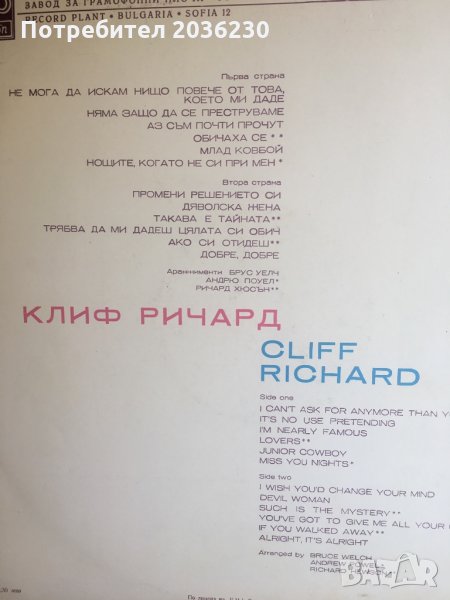 ЗАВОД ЗА ГРАМОФОННИ
RECORD PLANT • BULGARIA • SOFIA 12
Потребител 2036230
Първа страна
НЕ МОГА ДА ИСКАМ НИЩО ПОВЕЧЕ ОТ ТОВА,
КОЕТО МИ ДАДЕ
НЯМА ЗАЩО ДА СЕ ПРЕСТРУВАМЕ
АЗ СЪМ ПОЧТИ ПРОЧУТ
ОБИЧАХА СЕ**
МЛАД КОВБОЙ
НОЩИТЕ, КОГАТО НЕ СИ ПРИ МЕН*
Втора страна
ПРОМЕНИ РЕШЕНИЕТО СИ
ДЯВОЛСКА ЖЕНА
ТАКАВА Е ТАЙНАТА**
ТРЯБВА ДА МИ ДАДЕШ ЦЯЛАТА СИ ОБИЧ
АКО СИ ОТИДЕШ**
ДОБРЕ, ДОБРЕ
Аранжименти БРУС УЕЛЧ
АНДРЮ ПОУЕЛ*
РИЧАРД ХЮСЪН**
КЛИФ РИЧАРД
CLIFF
RICHARD
Side one
I CAN'T ASK FOR ANYMORE THAN
IT'S NO USE PRETENDING
I'M NEARLY FAMOUS
LOVERS**
JUNIOR COWBOY
MISS YOU NIGHTS*
Side two
I WISH YOU'D CHANGE YOUR MIND
DEVIL WOMAN
SUCH IS THE MYSTERY**
YOU'VE GOT TO GIVE ME ALL YOUR
IF YOU WALKED AWAY**
ALRIGHT, IT'S ALRIGHT
Arranged by BRUCE WELCH
ANDREW POWEL*
RICHARD HEWSON**
BAZAR